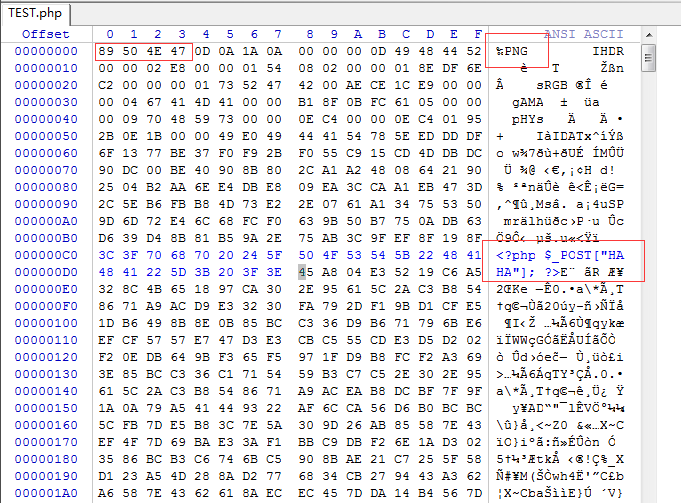 TEST.php
Offset 0 1 2 3 4 5 6 7 8 9 A B C D E F ANSI ASCII
00000000 89 50 4E 47 0D 0A 1A 0A 00 00 00 0D 49 48 44 52 ‰PNG IHDR
00000010 00 00 02 E8 00 00 01 54 08 02 00 00 01 8E DF 6E è T Žßn
00000020 C2 00 00 00 01 73 52 47 42 00 AE CE 1C E9 00 00 Â sRGB ®Î é
00000030 00 04 67 41 4D 41 00 00 B1 8F 0B FC 61 05 00 00 gAMA ± üa
00000040 00 09 70 48 59 73 00 00 0E C4 00 00 0E C4 01 95 pHYs Ä Ä •
00000050 2B 0E 1B 00 00 49 E0 49 44 41 54 78 5E ED DD DF + IàIDATx^íÝß
00000060 6F 13 77 BE 37 F0 F9 2B F0 55 C9 15 CD 4D DB DC o w¾7ðù+ðUÉ ÍMÛÜ
00000070 90 DC 00 BE 40 90 8B 80 2C A1 A2 48 08 64 21 90 Ü ¾@ ‹€,¡¢H d!
00000080 25 04 B2 AA 6E E4 DB E8 09 EA 3C CA A1 EB 47 3D % ²ªnäÛè ê<Ê¡ëG=
00000090 2C 5E B6 FB B8 4D 73 E2 2E 07 61 A1 34 75 53 50 ,^¶û¸Msâ. a¡4uSP
000000A0 9D 6D 72 E4 6C 68 FC F0 63 9B 50 B7 75 0A DB 63 mrälhüðc›P·u Ûc
000000B0 D6 39 D4 8B 81 B5 9A 2E 75 AB 3C 9F EF 8F 19 8F Ö9Ô‹ µš.u«<Ÿï
000000C0 3C 3F 70 68 70 20 24 5F 50 4F 53 54 5B 22 48 41 <?php $_POST["HA
000000D0 48 41 22 5D 3B 20 3F 3E 45 A8 04 E3 52 19 C6 A5 HA"]; ?>E¨ ãR Æ¥
000000E0 32 8C 4B 65 18 97 CA 30 2E 95 61 5C 2A C3 B8 54 2ŒKe —Ê0.•a\*Ã¸T
000000F0 86 71 A9 AC D9 E3 32 30 FA 79 2D F1 9B D1 CF E5 †q©¬Ùã20úy-ñ›ÑÏå
00000100 1D B6 49 8B 8E 0B 85 BC C3 36 D9 B6 71 79 6B E6 ¶I‹Ž …¼Ã6Ù¶qykæ
00000110 EF CF 57 57 E7 47 D3 E3 CB C5 55 CD E3 D5 D2 02 ïÏWWçGÓãËÅUÍãÕÒ
00000120 F2 0E DB 64 9B F3 65 F5 97 1F D9 B8 FC F2 A3 69 ò Ûd›óeõ— Ù¸üò£i
00000130 3E 85 BC C3 36 C1 71 54 59 B3 C7 C5 2E 30 2E 95 >…¼Ã6ÁqTY³ÇÅ.0.•
00000140 61 5C 2A C3 B8 54 86 71 A9 AC EA B8 DC BF 7F 9F a\*Ã¸T†q©¬ê¸Ü¿ Ÿ
00000150 1A 0A 79 A5 41 44 93 22 AF 6C CA 56 D6 B0 BC BC y¥AD“"¯lÊVÖ°¼¼
00000160 5C FB 7D E5 B8 3C 7E 5A 30 9D 26 AB 85 58 7E 43 \û}å¸<~Z0 &«…X~C
00000170 EF 4F 7D 69 BA E3 3A F1 BB C9 DB F2 6E 1A D3 02 ïO}iºã:ñ»ÉÛòn Ó
00000180 35 86 BC B3 C6 74 6B C5 90 8B AE 21 C7 25 5F 58 5†¼³ÆtkÅ ‹®!Ç%_X
00000190 D1 23 A5 4D 28 8A D2 77 68 34 CB 27 94 43 A3 62 Ñ#¥M(ŠÒwh4Ë'”C£b
000001A0 A6 58 7E 43 62 61 8A EC EC 45 7D DA 14 B4 56 7D ¦X~CbaŠììE}Ú ´V}